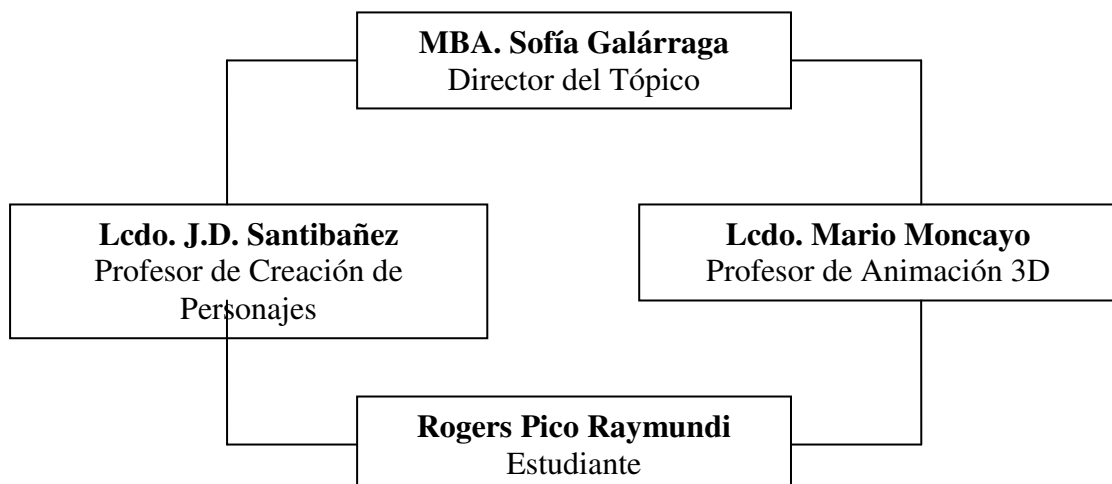 MBA. Sofía Galárraga
Director del Tópico
Lcdo. J.D. Santibañez
Profesor de Creación de
Personajes
Lcdo. Mario Moncayo
Profesor de Animación 3D
Rogers Pico Raymundi
Estudiante